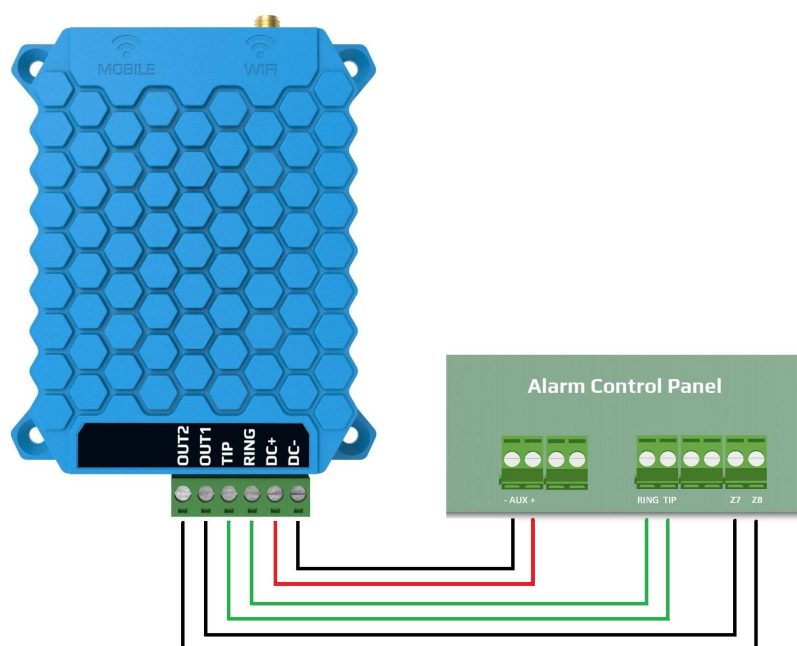 MOBILE
WIFI
OUT2
OUT1
TIP
RING
DC+
DC-
Alarm Control Panel
- AUX +
RING TIP
Z7 Z8